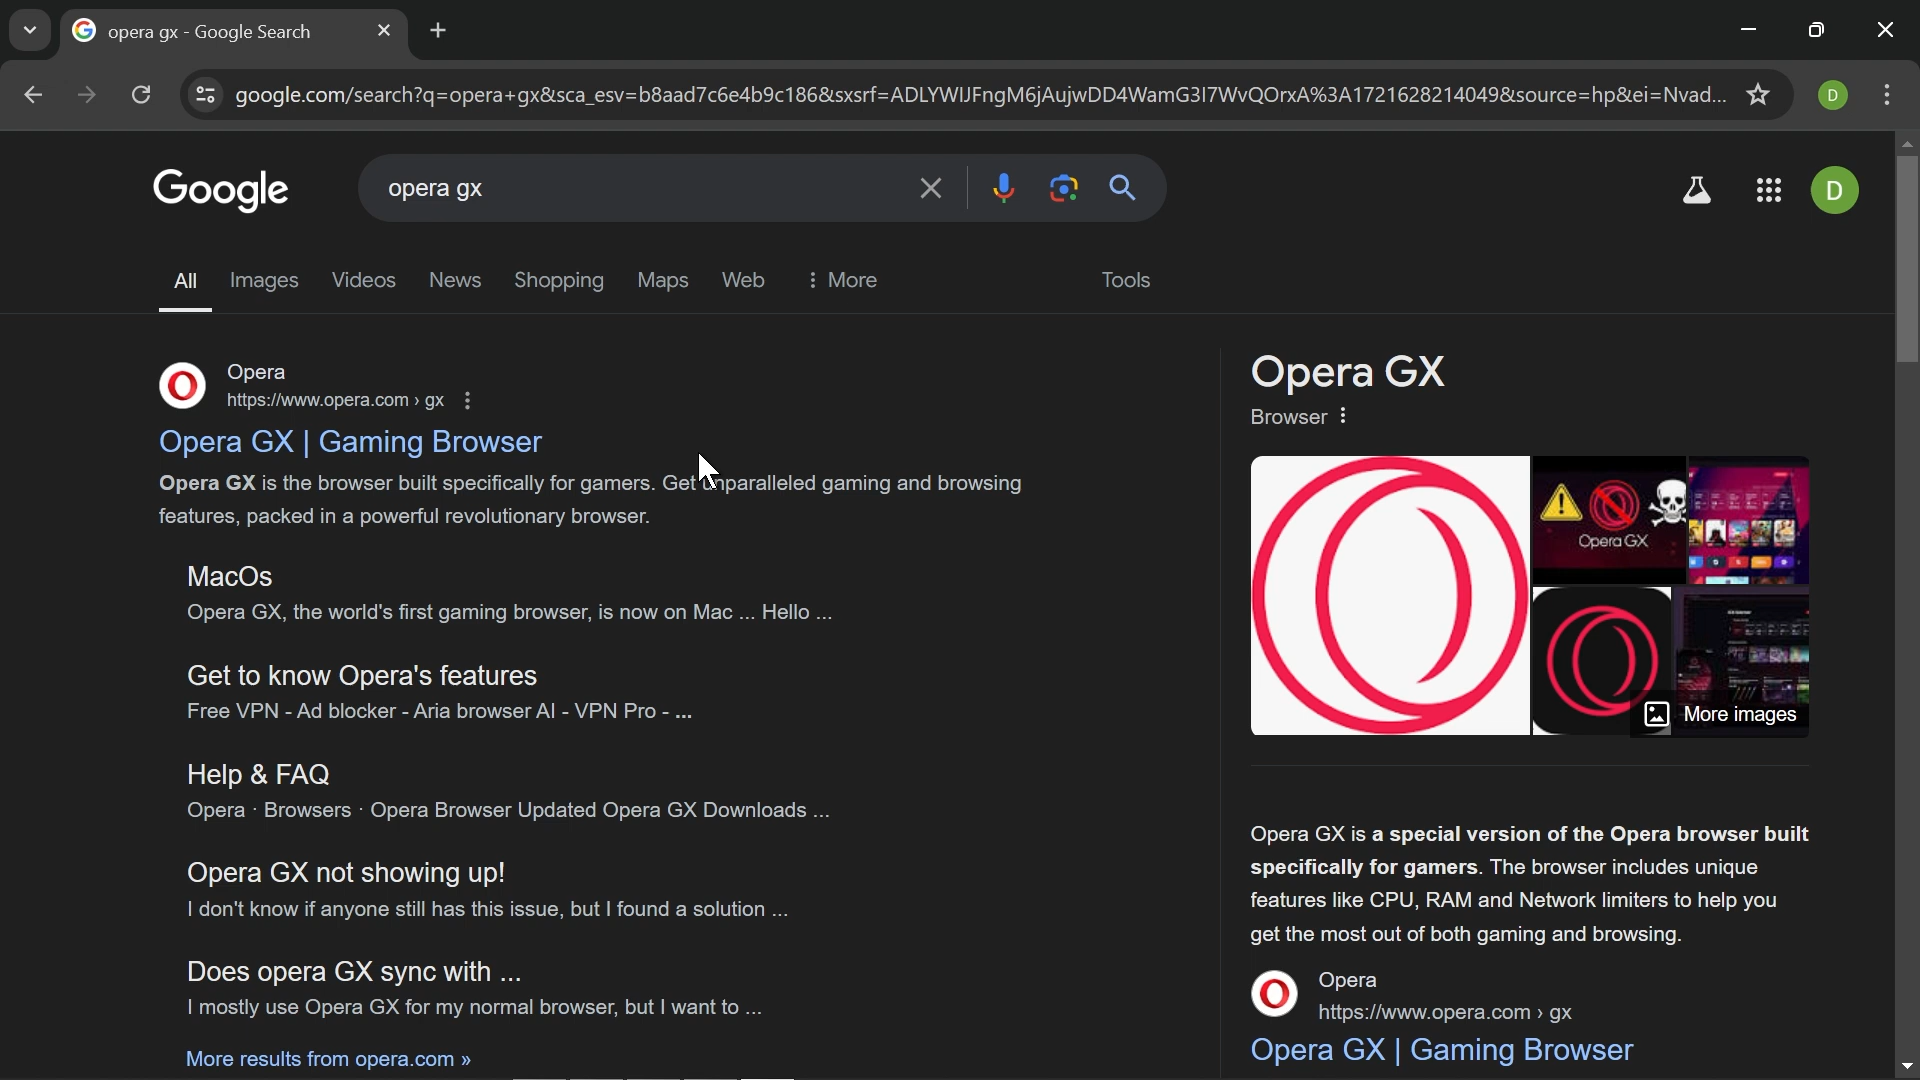 opera gx - Google Search
google.com/search?q=opera+gx&sca_esv=b8aad7c6e4b9c186&sxsrf=ADLYWIJFngM6jAujwDD4WamG3I7WvQOrxA%3A1721628214049&source=hp&ei=Nvad...
D
Google
opera gx
D
All Images Videos News Shopping Maps Web More Tools
Opera
https://www.opera.com › gx
Opera GX | Gaming Browser
Opera GX is the browser built specifically for gamers. Get unparalleled gaming and browsing
features, packed in a powerful revolutionary browser.
MacOs
Opera GX, the world's first gaming browser, is now on Mac ... Hello ...
Get to know Opera's features
Free VPN - Ad blocker - Aria browser AI - VPN Pro - ...
Help & FAQ
Opera · Browsers · Opera Browser Updated Opera GX Downloads ...
Opera GX not showing up!
I don't know if anyone still has this issue, but I found a solution ...
Does opera GX sync with ...
I mostly use Opera GX for my normal browser, but I want to ...
More results from opera.com »
Opera GX
Browser
Opera GX
More images
Opera GX is a special version of the Opera browser built
specifically for gamers. The browser includes unique
features like CPU, RAM and Network limiters to help you
get the most out of both gaming and browsing.
Opera
https://www.opera.com › gx
Opera GX | Gaming Browser